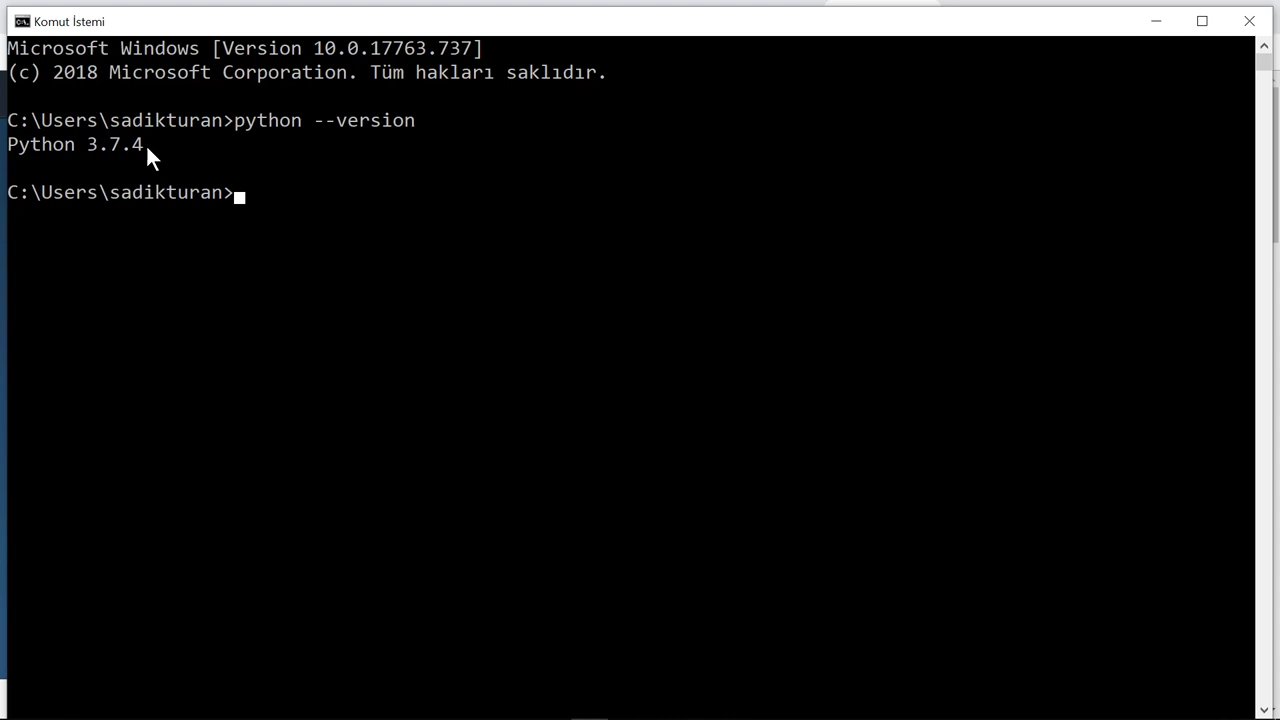 Komut İstemi
Microsoft Windows [Version 10.0.17763.737]
(c) 2018 Microsoft Corporation. Tüm hakları saklıdır.
C:\Users\sadikturan>python --version
Python 3.7.4
C:\Users\sadikturan>